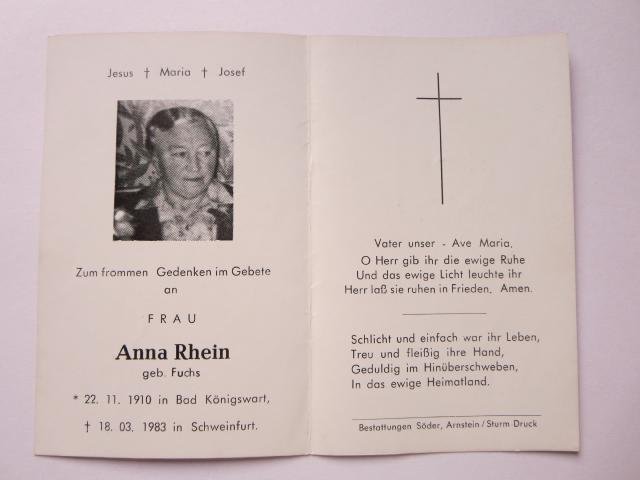 Jesus † Maria † Josef
Zum frommen Gedenken im Gebete
an
FRAU
Anna Rhein
geb. Fuchs
* 22. 11. 1910 in Bad Königswart,
† 18. 03. 1983 in Schweinfurt.
Vater unser - Ave Maria.
O Herr gib ihr die ewige Ruhe
Und das ewige Licht leuchte ihr
Herr laß sie ruhen in Frieden. Amen.
Schlicht und einfach war ihr Leben,
Treu und fleißig ihre Hand,
Geduldig im Hinüberschweben,
In das ewige Heimatland.
Bestattungen Söder, Arnstein / Sturm Druck